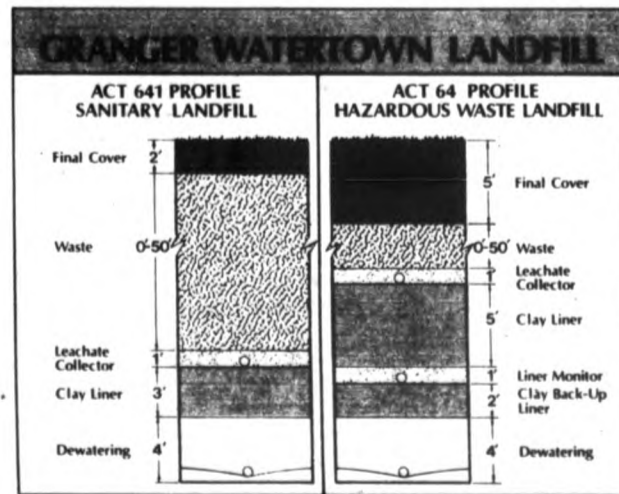 GRANGER WATERTOWN LANDFILL
ACT 641 PROFILE
SANITARY LANDFILL
Final Cover 2'
Waste 0'-50'
Leachate
Collector 1'
Clay Liner 3'
Dewatering 4'
ACT 64 PROFILE
HAZARDOUS WASTE LANDFILL
5' Final Cover
0'-50' Waste
1' Leachate
Collector
5' Clay Liner
1' Liner Monitor
2' Clay Back-Up
Liner
4' Dewatering